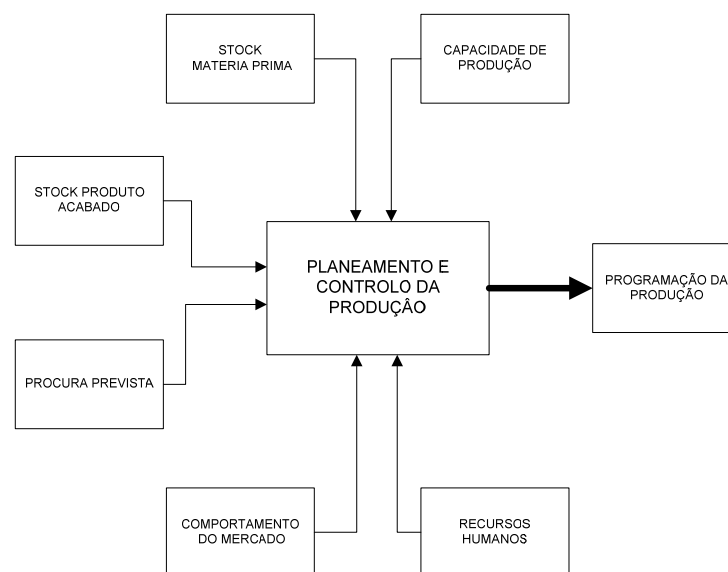 STOCK
MATERIA PRIMA
CAPACIDADE DE
PRODUÇÃO
STOCK PRODUTO
ACABADO
PLANEAMENTO E
CONTROLO DA
PRODUÇÂO
PROGRAMAÇÃO DA
PRODUÇÃO
PROCURA PREVISTA
COMPORTAMENTO
DO MERCADO
RECURSOS
HUMANOS